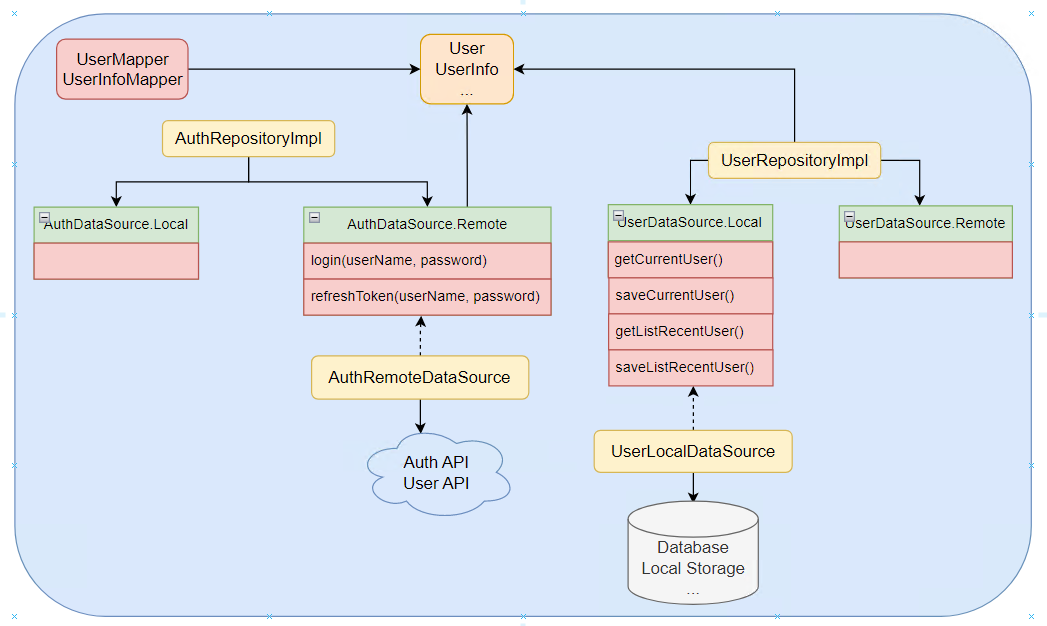 UserMapper
UserInfoMapper
User
UserInfo
...
AuthRepositoryImpl
UserRepositoryImpl
AuthDataSource.Local
AuthDataSource.Remote
login(userName, password)
refreshToken(userName, password)
UserDataSource.Local
getCurrentUser()
saveCurrentUser()
getListRecentUser()
saveListRecentUser()
UserDataSource.Remote
AuthRemoteDataSource
Auth API
User API
UserLocalDataSource
Database
Local Storage
...